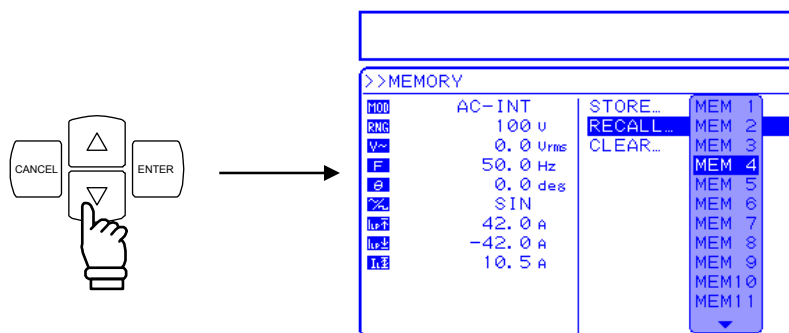 CANCEL
ENTER
>>MEMORY
MOD AC-INT
RNG 100 V
V~ 0.0 Vrms
F 50.0 Hz
θ 0.0 deg
SIN
42.0 A
-42.0 A
10.5 A
STORE…
RECALL…
CLEAR…
MEM 1
MEM 2
MEM 3
MEM 4
MEM 5
MEM 6
MEM 7
MEM 8
MEM 9
MEM10
MEM11